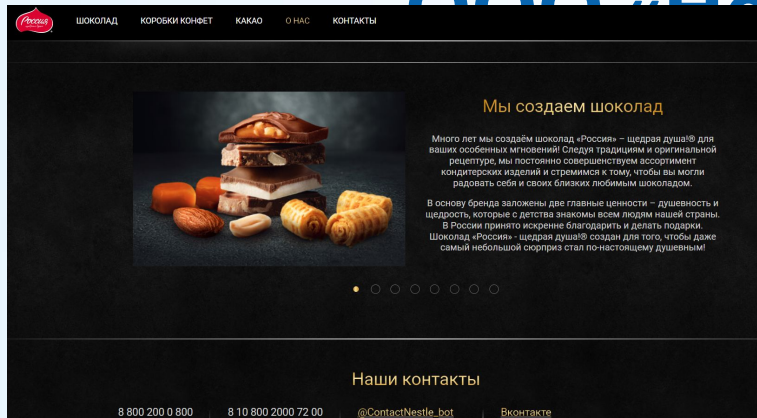 Россия
ШОКОЛАД
КОРОБКИ КОНФЕТ
КАКАО
О НАС
КОНТАКТЫ
Мы создаем шоколад
Много лет мы создаём шоколад «Россия» – щедрая душа!® для
ваших особенных мгновений! Следуя традициям и оригинальной
рецептуре, мы постоянно совершенствуем ассортимент
кондитерских изделий и стремимся к тому, чтобы вы могли
радовать себя и своих близких любимым шоколадом.
В основу бренда заложены две главные ценности – душевность и
щедрость, которые с детства знакомы всем людям нашей страны.
В России принято искренне благодарить и делать подарки.
Шоколад «Россия» - щедрая душа!® создан для того, чтобы даже
самый небольшой сюрприз стал по-настоящему душевным!
Наши контакты
8 800 200 0 800
8 10 800 2000 72 00
@ContactNestle_bot
Вконтакте